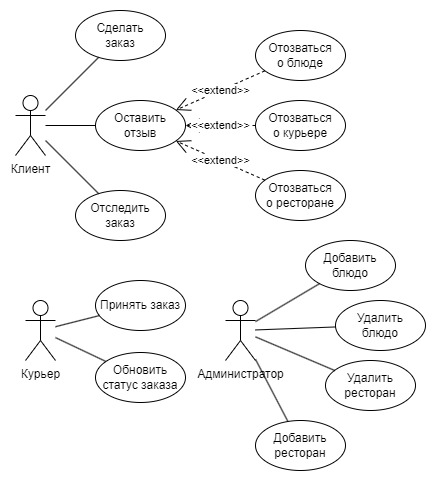 Сделать
заказ
Отозваться
о блюде
<<extend>>
Оставить
отзыв
<<extend>>
Отозваться
о курьере
Клиент
<<extend>>
Отозваться
о ресторане
Отследить
заказ
Добавить
блюдо
Принять заказ
Удалить
блюдо
Курьер
Обновить
статус заказа
Администратор
Удалить
ресторан
Добавить
ресторан